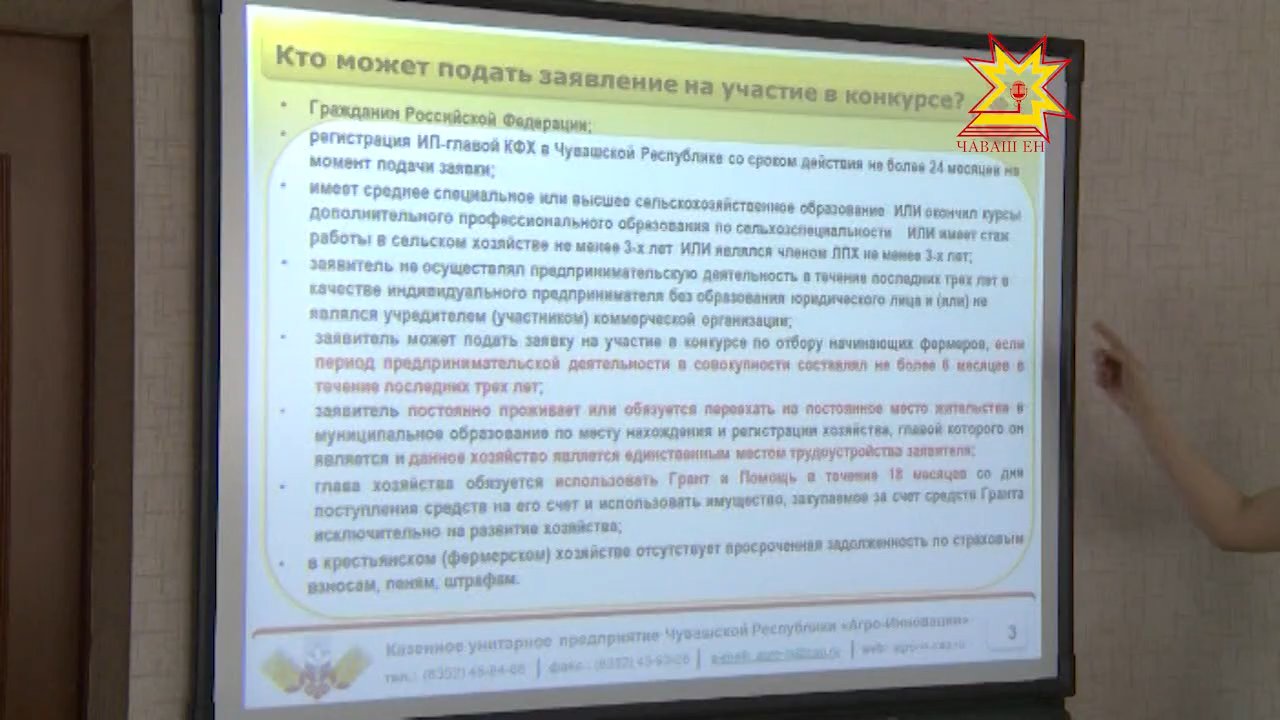 Кто может подать заявление на участие в конкурсе?
ЧӐВАШ ЕН
• Гражданин Российской Федерации;
• регистрация ИП-главой КФХ в Чувашской Республике со сроком действия не более 24 месяцев на
момент подачи заявки;
• имеет среднее специальное или высшее сельскохозяйственное образование ИЛИ окончил курсы
дополнительного профессионального образования по сельхозспециальности ИЛИ имеет стаж
работы в сельском хозяйстве не менее 3-х лет ИЛИ являлся членом ЛПХ не менее 3-х лет;
• заявитель не осуществлял предпринимательскую деятельность в течение последних трех лет в
качестве индивидуального предпринимателя без образования юридического лица и (или) не
являлся учредителем (участником) коммерческой организации;
• заявитель может подать заявку на участие в конкурсе по отбору начинающих фермеров, если
период предпринимательской деятельности в совокупности составлял не более 6 месяцев в
течение последних трех лет;
• заявитель постоянно проживает или обязуется переехать на постоянное место жительства в
муниципальное образование по месту нахождения и регистрации хозяйства, главой которого он
является и данное хозяйство является единственным местом трудоустройства заявителя;
• глава хозяйства обязуется использовать Грант и Помощь в течение 18 месяцев со дня
поступления средств на его счет и использовать имущество, закупаемое за счет средств Гранта
исключительно на развитие хозяйства;
• в крестьянском (фермерском) хозяйстве отсутствует просроченная задолженность по страховым
взносам, пеням, штрафам.
Казенное унитарное предприятие Чувашской Республики «Агро-Инновации»
3
тел.: (8352) | факс.: (8352) | e-mail: | web: